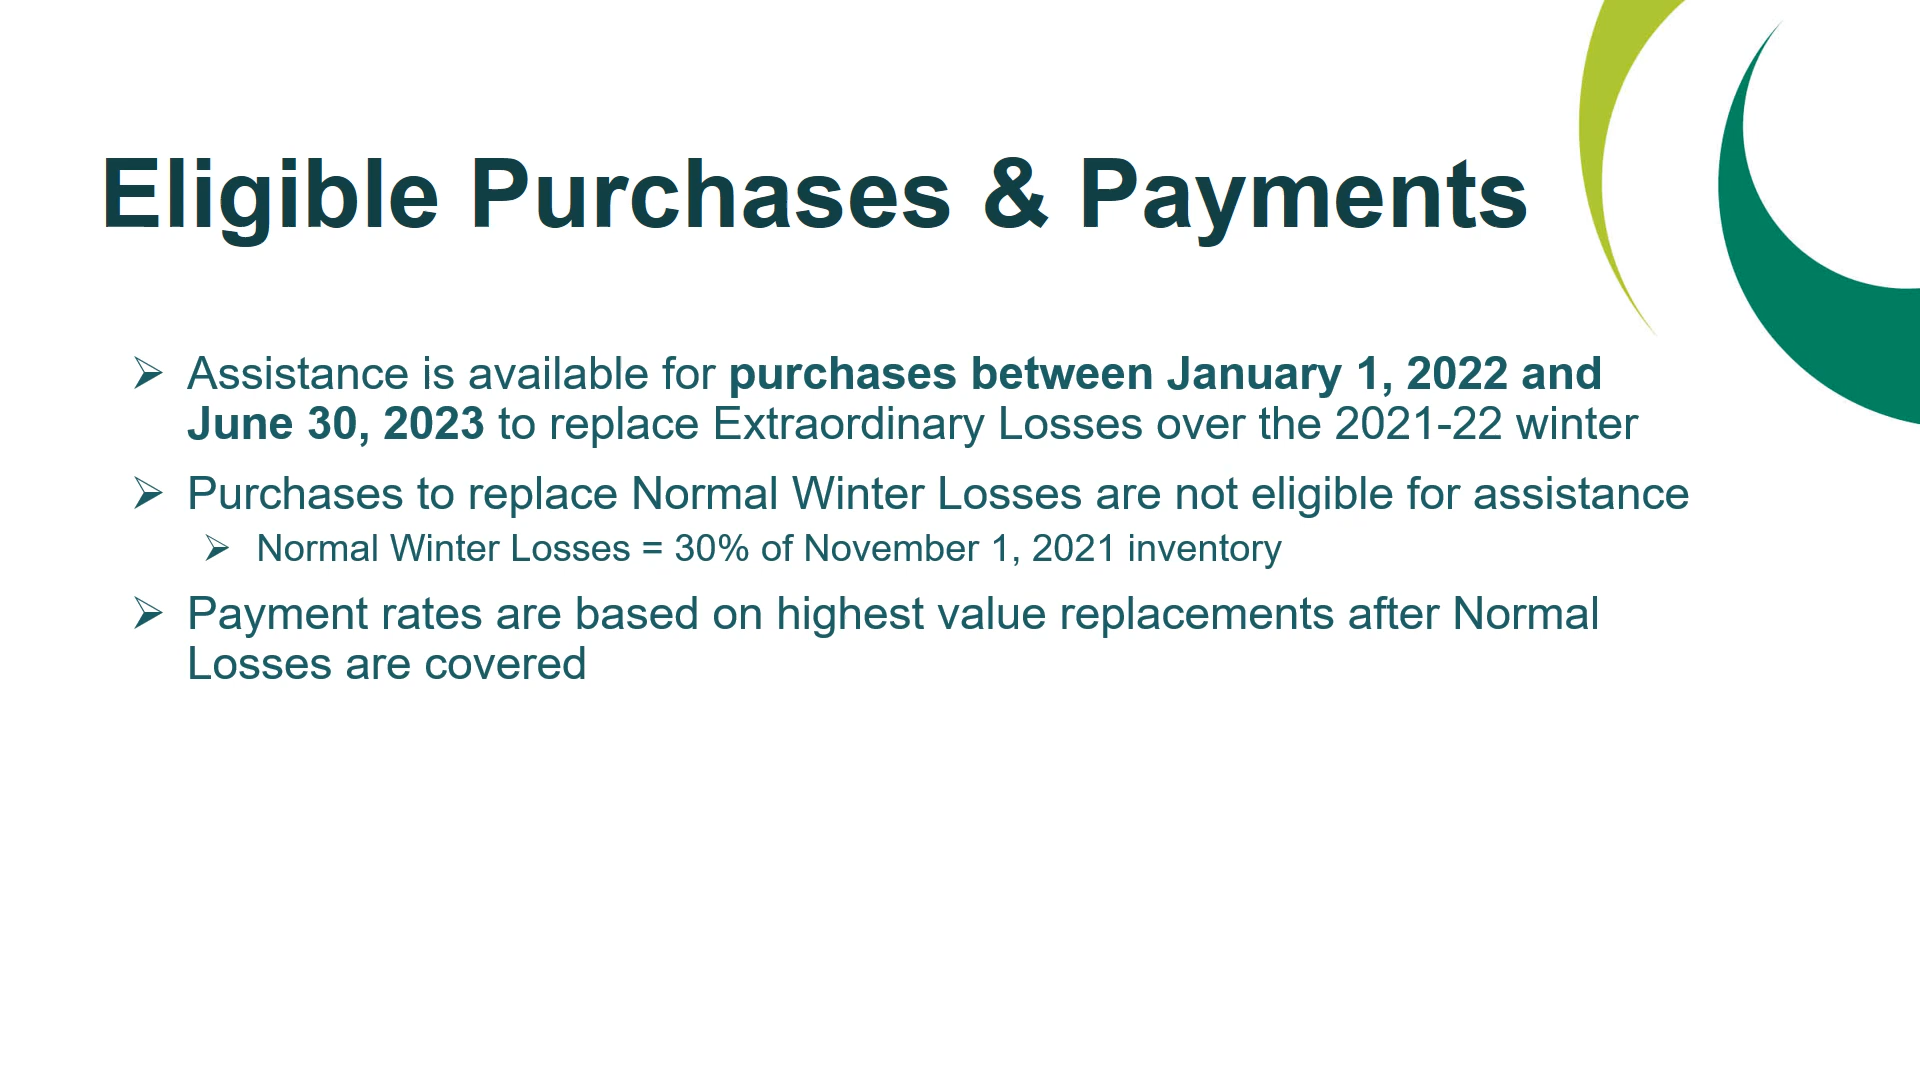 Eligible Purchases & Payments
Assistance is available for purchases between January 1, 2022 and
June 30, 2023 to replace Extraordinary Losses over the 2021-22 winter
Purchases to replace Normal Winter Losses are not eligible for assistance
Normal Winter Losses = 30% of November 1, 2021 inventory
Payment rates are based on highest value replacements after Normal
Losses are covered